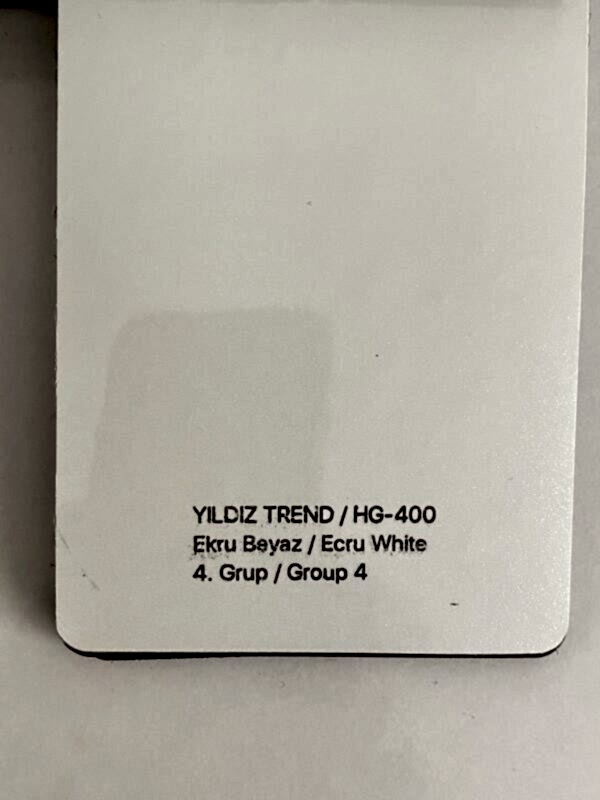 YILDIZ TREND / HG-400
Ekru Beyaz / Ecru White
4. Grup / Group 4